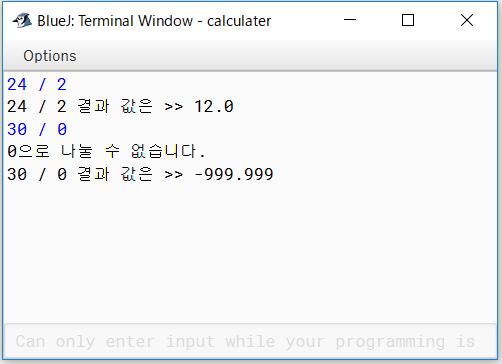 BlueJ: Terminal Window - calculater
Options
24 / 2
24 / 2 결과 값은 >> 12.0
30 / 0
0으로 나눌 수 없습니다.
30 / 0 결과 값은 >> -999.999
Can only enter input while your programming is